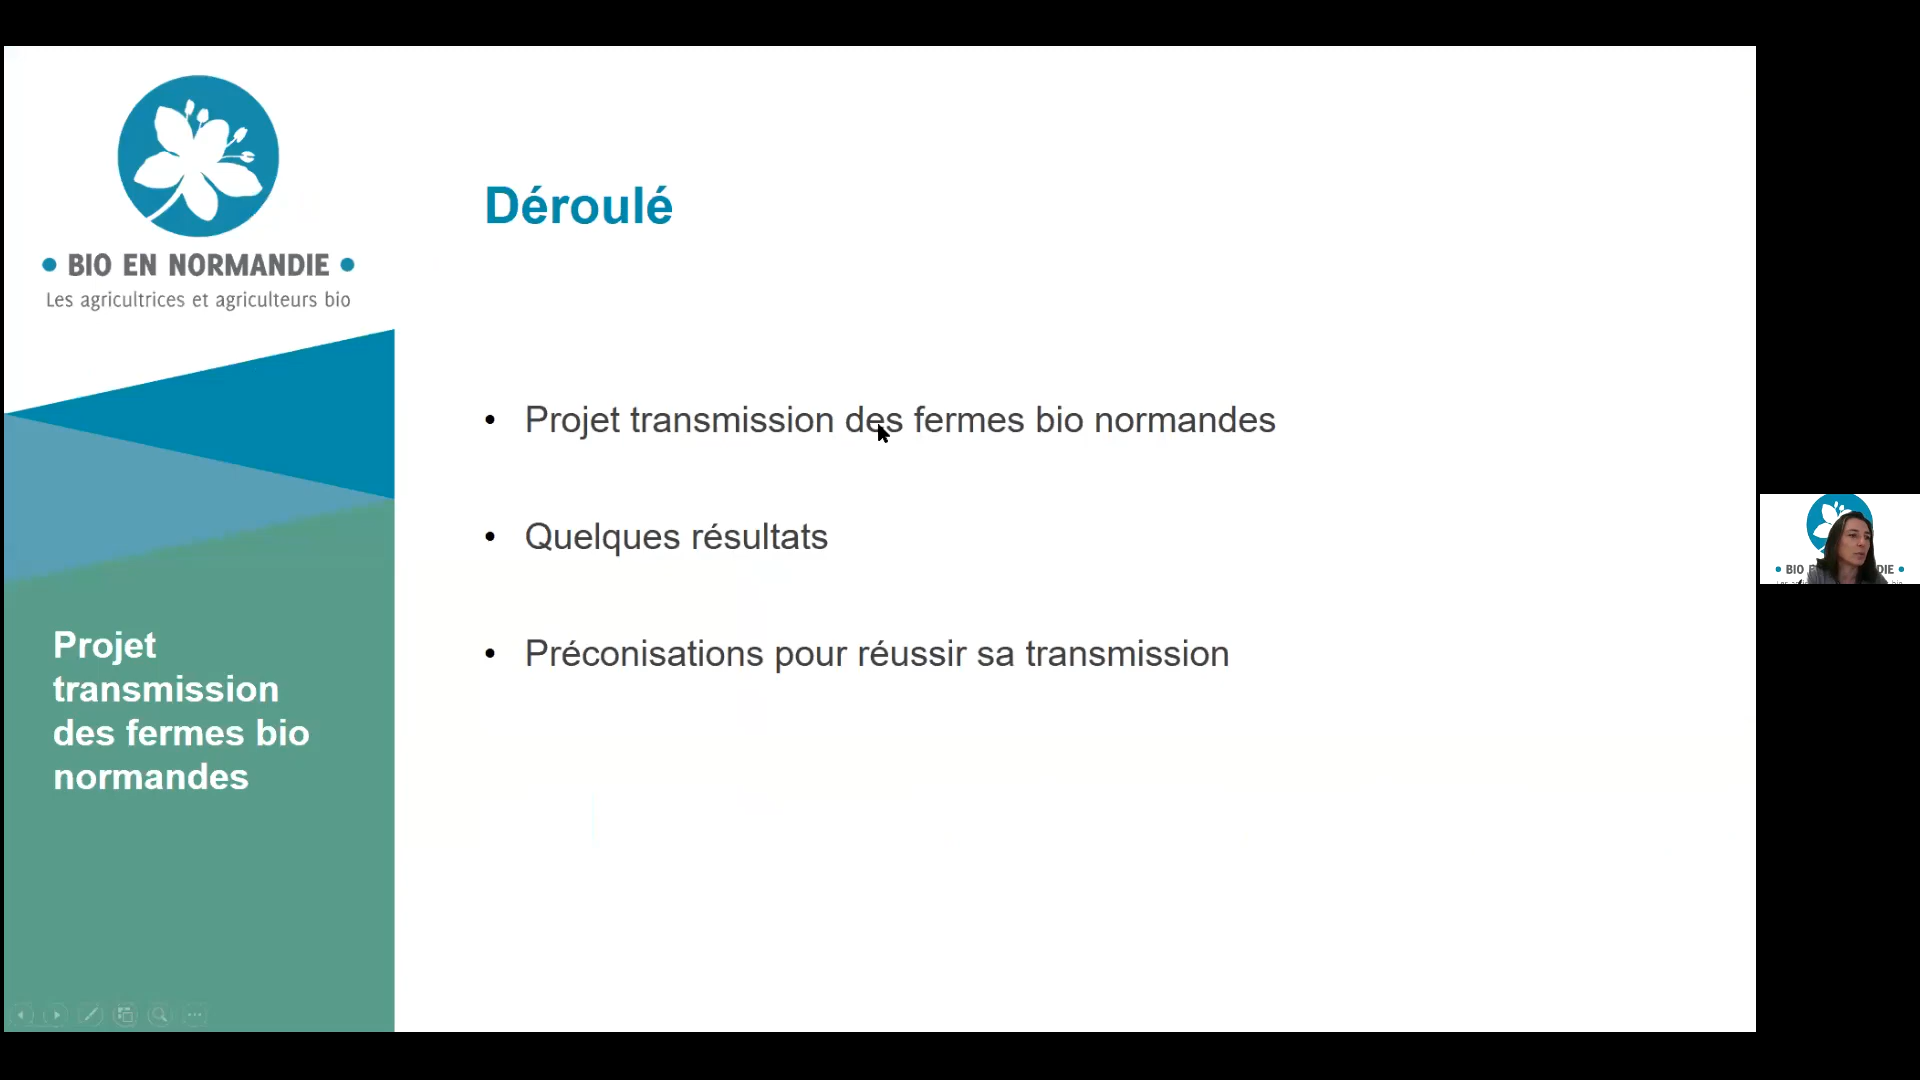 • BIO EN NORMANDIE •
Les agricultrices et agriculteurs bio
Déroulé
• Projet transmission des fermes bio normandes
• Quelques résultats
• Préconisations pour réussir sa transmission
Projet
transmission
des fermes bio
normandes
• BIO
DIE •